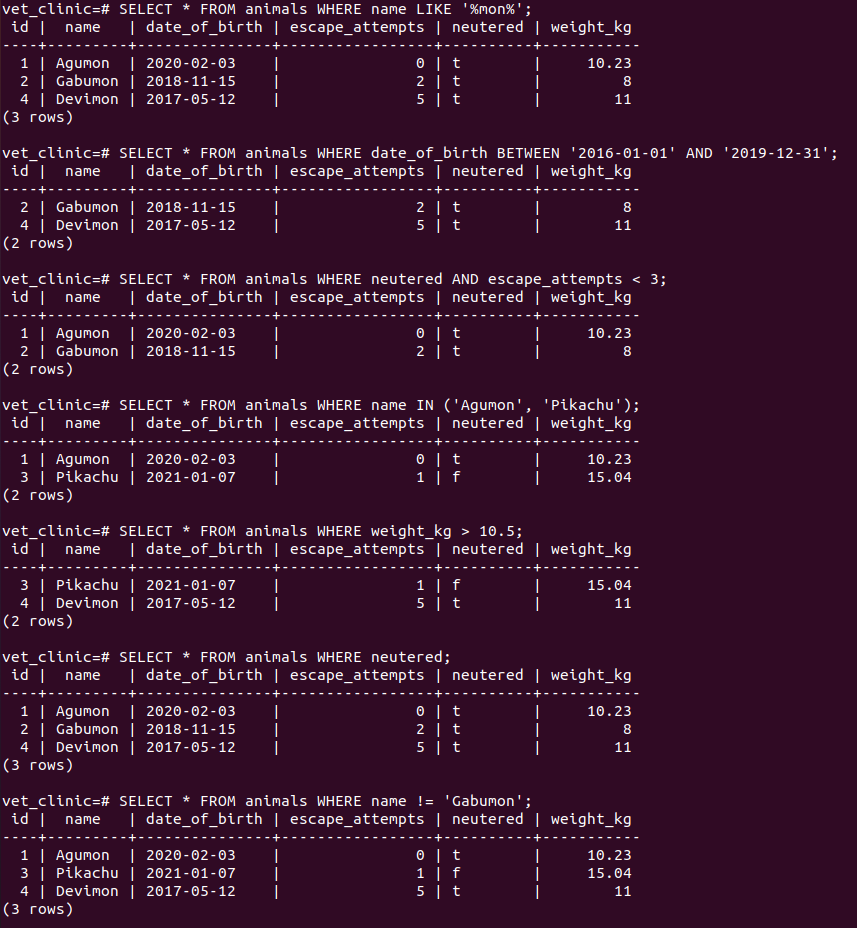 vet_clinic=# SELECT * FROM animals WHERE name LIKE '%mon%';
 id |  name   | date_of_birth | escape_attempts | neutered | weight_kg
----+---------+---------------+-----------------+----------+-----------
  1 | Agumon  | 2020-02-03    |               0 | t        |     10.23
  2 | Gabumon | 2018-11-15    |               2 | t        |         8
  4 | Devimon | 2017-05-12    |               5 | t        |        11
(3 rows)

vet_clinic=# SELECT * FROM animals WHERE date_of_birth BETWEEN '2016-01-01' AND '2019-12-31';
 id |  name   | date_of_birth | escape_attempts | neutered | weight_kg
----+---------+---------------+-----------------+----------+-----------
  2 | Gabumon | 2018-11-15    |               2 | t        |         8
  4 | Devimon | 2017-05-12    |               5 | t        |        11
(2 rows)

vet_clinic=# SELECT * FROM animals WHERE neutered AND escape_attempts < 3;
 id |  name   | date_of_birth | escape_attempts | neutered | weight_kg
----+---------+---------------+-----------------+----------+-----------
  1 | Agumon  | 2020-02-03    |               0 | t        |     10.23
  2 | Gabumon | 2018-11-15    |               2 | t        |         8
(2 rows)

vet_clinic=# SELECT * FROM animals WHERE name IN ('Agumon', 'Pikachu');
 id |  name   | date_of_birth | escape_attempts | neutered | weight_kg
----+---------+---------------+-----------------+----------+-----------
  1 | Agumon  | 2020-02-03    |               0 | t        |     10.23
  3 | Pikachu | 2021-01-07    |               1 | f        |     15.04
(2 rows)

vet_clinic=# SELECT * FROM animals WHERE weight_kg > 10.5;
 id |  name   | date_of_birth | escape_attempts | neutered | weight_kg
----+---------+---------------+-----------------+----------+-----------
  3 | Pikachu | 2021-01-07    |               1 | f        |     15.04
  4 | Devimon | 2017-05-12    |               5 | t        |        11
(2 rows)

vet_clinic=# SELECT * FROM animals WHERE neutered;
 id |  name   | date_of_birth | escape_attempts | neutered | weight_kg
----+---------+---------------+-----------------+----------+-----------
  1 | Agumon  | 2020-02-03    |               0 | t        |     10.23
  2 | Gabumon | 2018-11-15    |               2 | t        |         8
  4 | Devimon | 2017-05-12    |               5 | t        |        11
(3 rows)

vet_clinic=# SELECT * FROM animals WHERE name != 'Gabumon';
 id |  name   | date_of_birth | escape_attempts | neutered | weight_kg
----+---------+---------------+-----------------+----------+-----------
  1 | Agumon  | 2020-02-03    |               0 | t        |     10.23
  3 | Pikachu | 2021-01-07    |               1 | f        |     15.04
  4 | Devimon | 2017-05-12    |               5 | t        |        11
(3 rows)